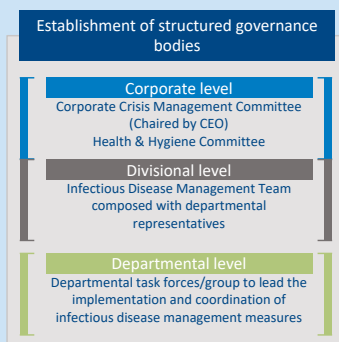 Establishment of structured governance
bodies
Corporate level
Corporate Crisis Management Committee
(Chaired by CEO)
Health & Hygiene Committee
Divisional level
Infectious Disease Management Team
composed with departmental
representatives
Departmental level
Departmental task forces/group to lead the
implementation and coordination of
infectious disease management measures